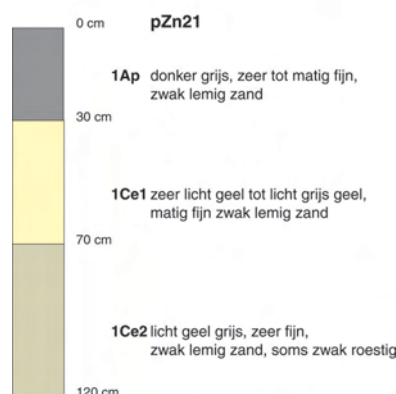 0 cm pZn21
1Ap donker grijs, zeer tot matig fijn,
zwak lemig zand
30 cm
1Ce1 zeer licht geel tot licht grijs geel,
matig fijn zwak lemig zand
70 cm
1Ce2 licht geel grijs, zeer fijn,
zwak lemig zand, soms zwak roestig
120 cm